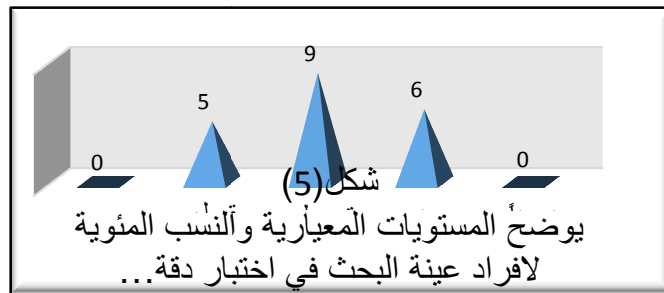 9
6
5
0
0
شكل(5)
يوضح المستويات المعيارية والنسب المئوية
لافراد عينة البحث في اختبار دقة...